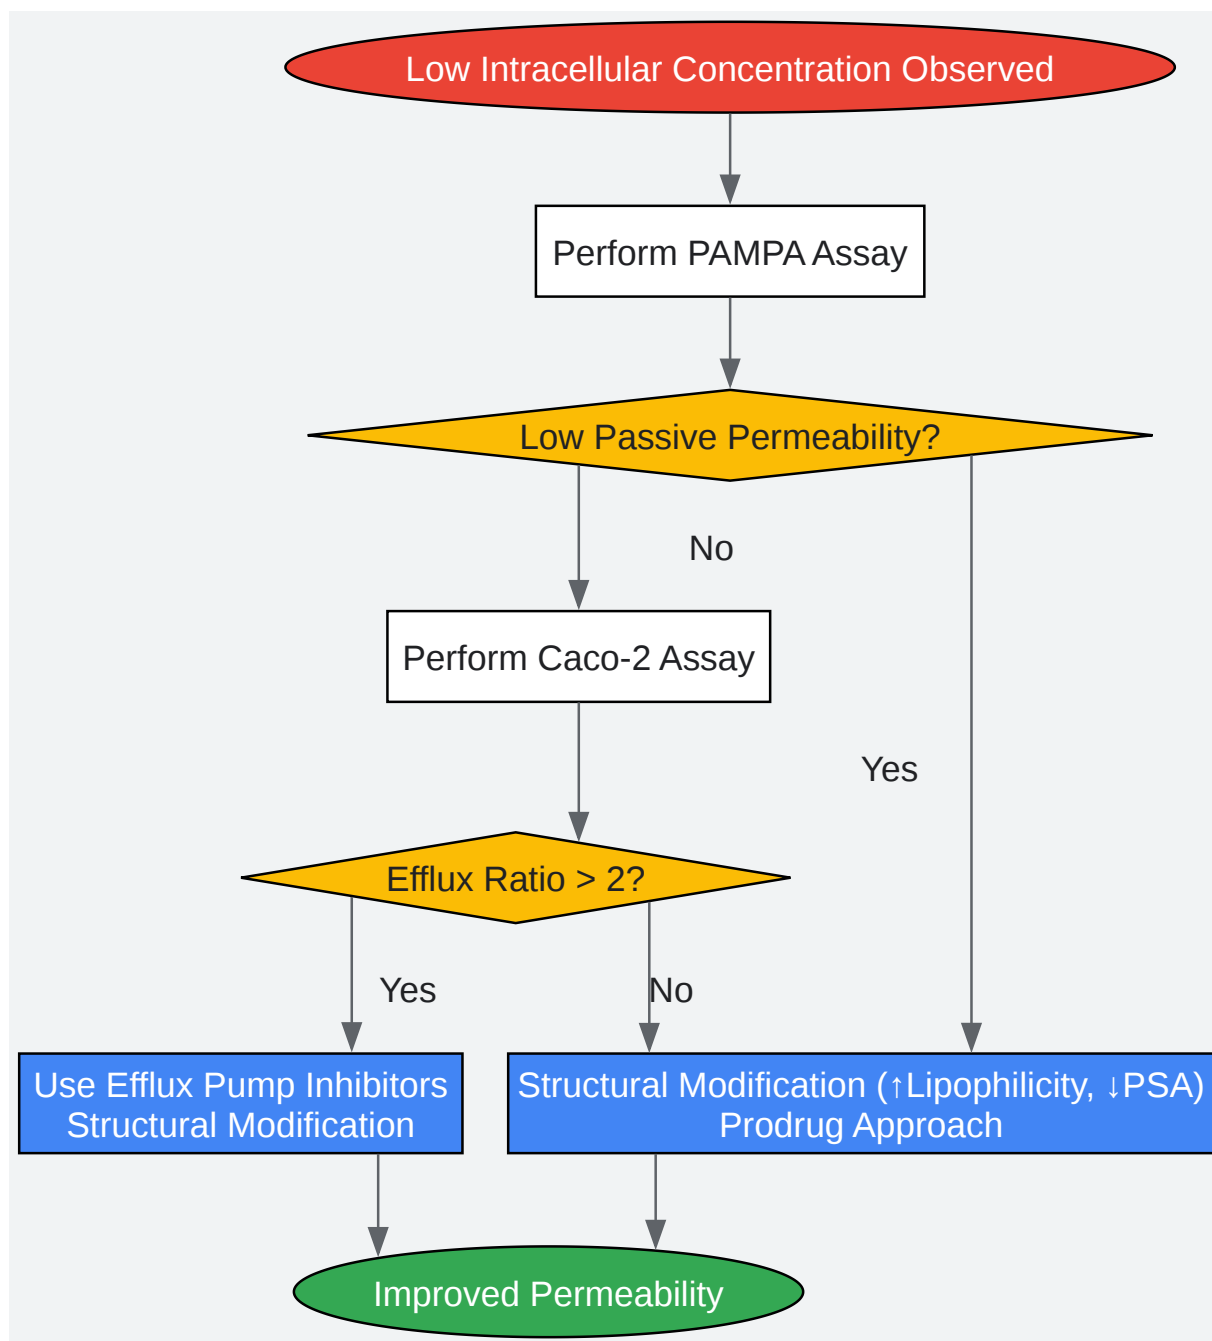 Low Intracellular Concentration Observed
Perform PAMPA Assay
Low Passive Permeability?
No
Perform Caco-2 Assay
Yes
Efflux Ratio > 2?
Yes
No
Use Efflux Pump Inhibitors
Structural Modification
Structural Modification (↑Lipophilicity, ↓PSA)
Prodrug Approach
Improved Permeability